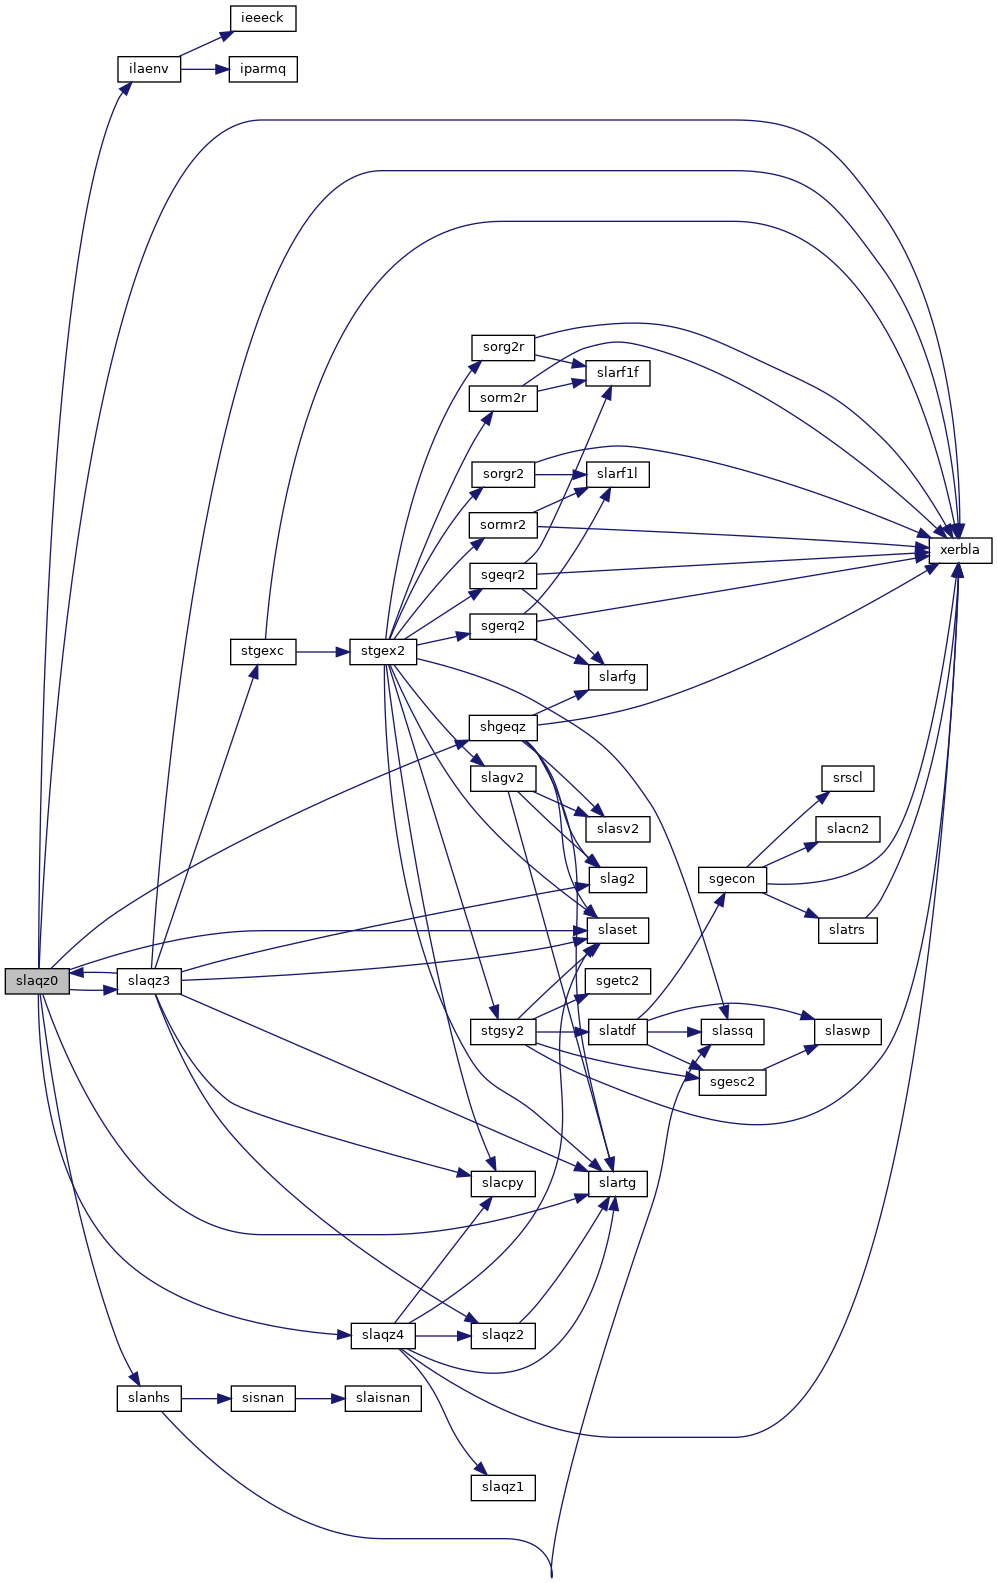 ieeeck
ilaenv
iparmq
sorg2r
slarf1f
sorm2r
sorgr2
slarf1l
sormr2
xerbla
sgeqr2
sgerq2
stgexc
stgex2
slarfg
shgeqz
slagv2
srscl
slasv2
slacn2
slag2
sgecon
slaset
slatrs
slaqz0
slaqz3
sgetc2
stgsy2
slatdf
slassq
slaswp
sgesc2
slacpy
slartg
slaqz4
slaqz2
slanhs
sisnan
slaisnan
slaqz1